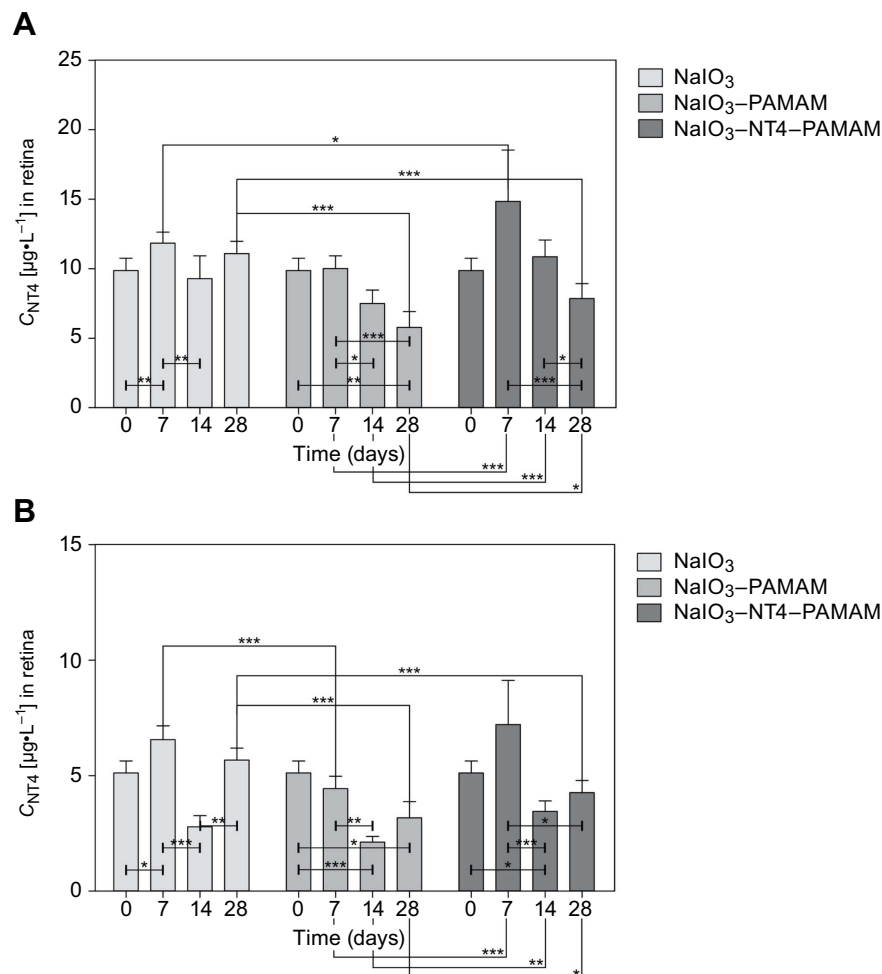 A
25
20
15
10
5
0
C_NT4 [µg•L⁻¹] in retina
NaIO₃
NaIO₃–PAMAM
NaIO₃–NT4–PAMAM
*
***
***
***
** * *
** ** ***
0 7 14 28 0 7 14 28 0 7 14 28
Time (days)
***
***
*
B
15
10
5
0
C_NT4 [µg•L⁻¹] in retina
NaIO₃
NaIO₃–PAMAM
NaIO₃–NT4–PAMAM
***
***
***
** ** *
*** * ***
* *** *
0 7 14 28 0 7 14 28 0 7 14 28
Time (days)
***
**
*